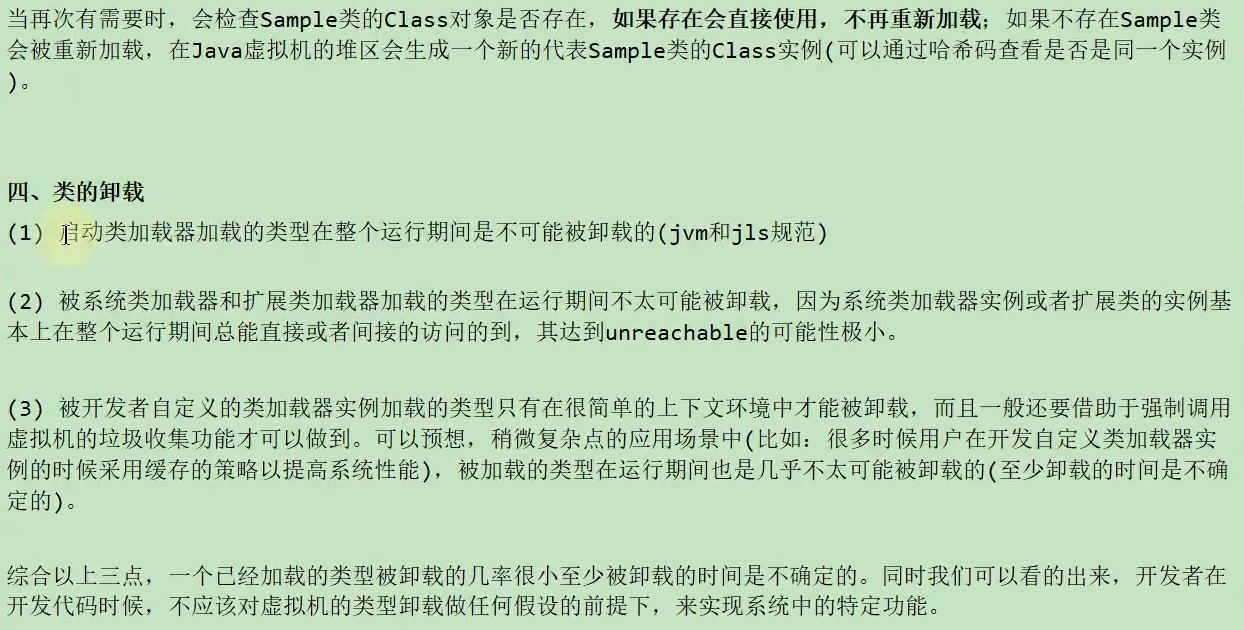 当再次有需要时，会检查Sample类的Class对象是否存在，如果存在会直接使用，不再重新加载；如果不存在Sample类
会被重新加载，在Java虚拟机的堆区会生成一个新的代表Sample类的Class实例(可以通过哈希码查看是否是同一个实例
)。
四、类的卸载
(1) 启动类加载器加载的类型在整个运行期间是不可能被卸载的(jvm和jls规范)
(2) 被系统类加载器和扩展类加载器加载的类型在运行期间不太可能被卸载，因为系统类加载器实例或者扩展类的实例基
本上在整个运行期间总能直接或者间接的访问的到，其达到unreachable的可能性极小。
(3) 被开发者自定义的类加载器实例加载的类型只有在很简单的上下文环境中才能被卸载，而且一般还要借助于强制调用
虚拟机的垃圾收集功能才可以做到。可以预想，稍微复杂点的应用场景中(比如：很多时候用户在开发自定义类加载器实
例的时候采用缓存的策略以提高系统性能)，被加载的类型在运行期间也是几乎不太可能被卸载的(至少卸载的时间是不确
定的)。
综合以上三点，一个已经加载的类型被卸载的几率很小至少被卸载的时间是不确定的。同时我们可以看的出来，开发者在
开发代码时候，不应该对虚拟机的类型卸载做任何假设的前提下，来实现系统中的特定功能。